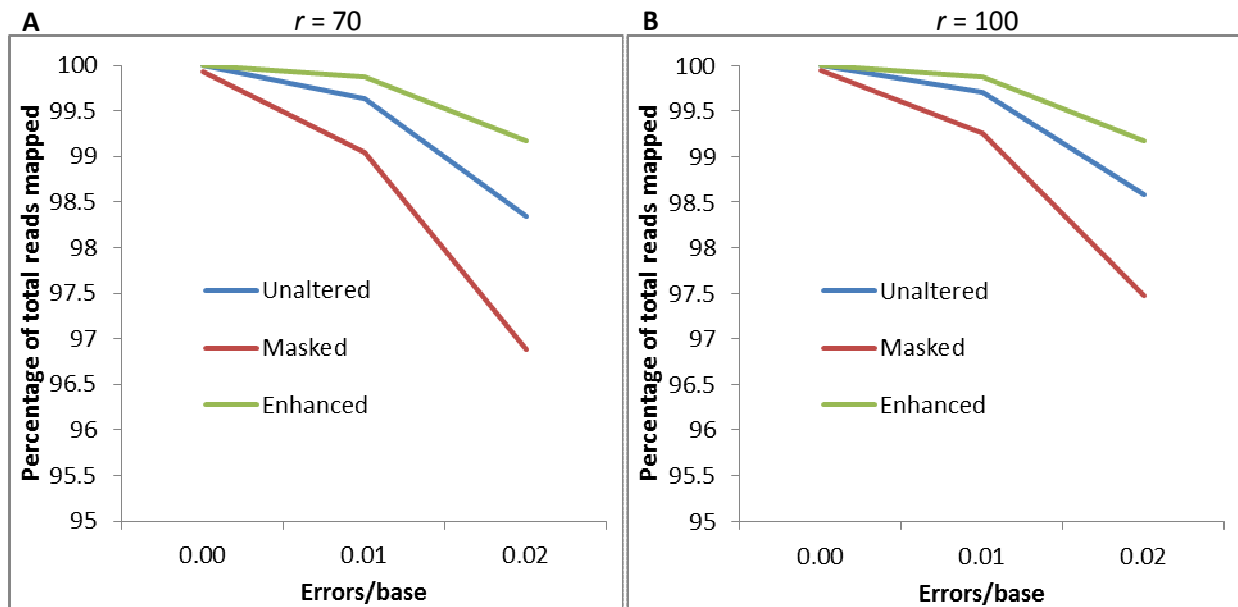 A
r = 70
Percentage of total reads mapped
100
99.5
99
98.5
98
97.5
97
96.5
96
95.5
95
Unaltered
Masked
Enhanced
0.00 0.01 0.02
Errors/base
B
r = 100
Percentage of total reads mapped
100
99.5
99
98.5
98
97.5
97
96.5
96
95.5
95
Unaltered
Masked
Enhanced
0.00 0.01 0.02
Errors/base